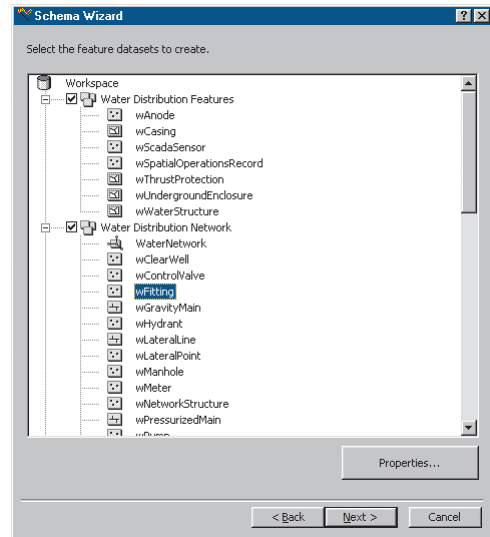 Schema Wizard
Select the feature datasets to create.
Workspace
Water Distribution Features
wAnode
wCasing
wScadaSensor
wSpatialOperationsRecord
wThrustProtection
wUndergroundEnclosure
wWaterStructure
Water Distribution Network
WaterNetwork
wClearWell
wControlValve
wFitting
wGravityMain
wHydrant
wLateralLine
wLateralPoint
wManhole
wMeter
wNetworkStructure
wPressurizedMain
wPump
Properties...
< Back Next > Cancel